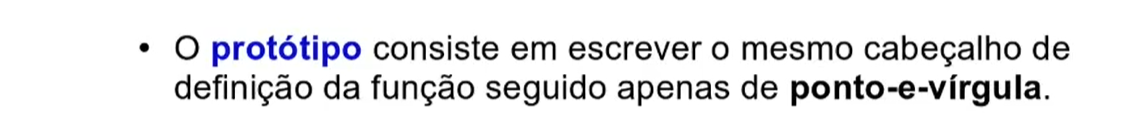 • O protótipo consiste em escrever o mesmo cabeçalho de
definição da função seguido apenas de ponto-e-vírgula.